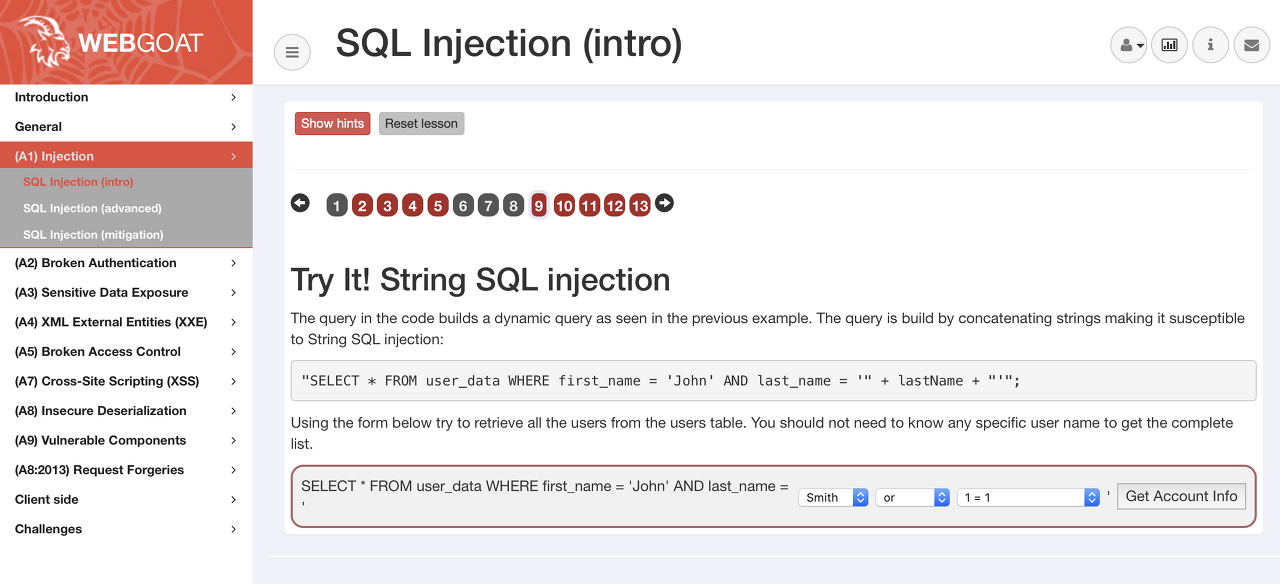 WEBGOAT
SQL Injection (intro)
Introduction
General
(A1) Injection
SQL Injection (intro)
SQL Injection (advanced)
SQL Injection (mitigation)
(A2) Broken Authentication
(A3) Sensitive Data Exposure
(A4) XML External Entities (XXE)
(A5) Broken Access Control
(A7) Cross-Site Scripting (XSS)
(A8) Insecure Deserialization
(A9) Vulnerable Components
(A8:2013) Request Forgeries
Client side
Challenges
Show hints Reset lesson
1 2 3 4 5 6 7 8 9 10 11 12 13
Try It! String SQL injection
The query in the code builds a dynamic query as seen in the previous example. The query is build by concatenating strings making it susceptible
to String SQL injection:
"SELECT * FROM user_data WHERE first_name = 'John' AND last_name = '" + lastName + "'";
Using the form below try to retrieve all the users from the users table. You should not need to know any specific user name to get the complete
list.
SELECT * FROM user_data WHERE first_name = 'John' AND last_name =
' Smith or 1 = 1 ' Get Account Info